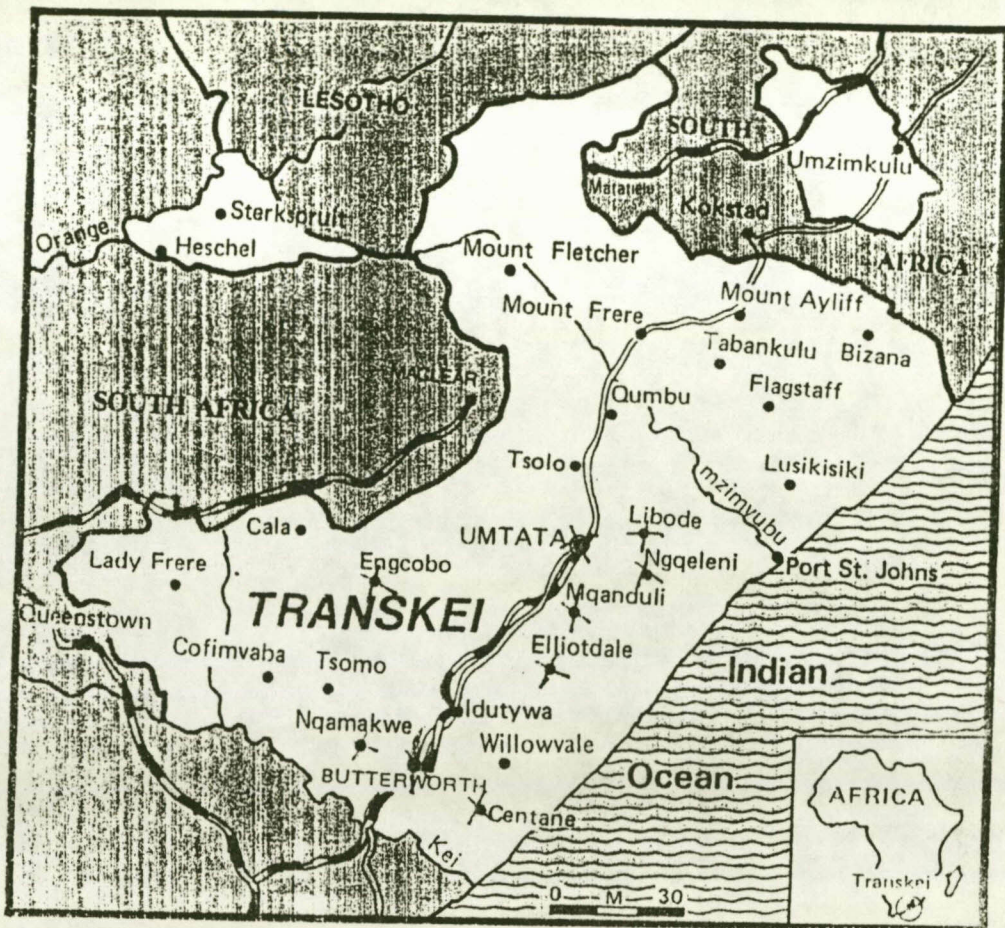 LESOTHO
SOUTH
Umzimkulu
Matatiele
Kokstad
Sterkspruit
Orange
Heschel
AFRICA
Mount Fletcher
Mount Ayliff
Mount Frere
Tabankulu
Bizana
MACLEAR
Flagstaff
SOUTH AFRICA
Qumbu
Tsolo
Lusikisiki
mzimvubu
Cala
Libode
UMTATA
Lady Frere
Engcobo
Ngqeleni
Port St. Johns
TRANSKEI
Mqanduli
Queenstown
Elliotdale
Cofimvaba
Tsomo
Indian
Nqamakwe
Idutywa
Willowvale
Ocean
BUTTERWORTH
AFRICA
Centane
Kei
Transkei
0 M 30